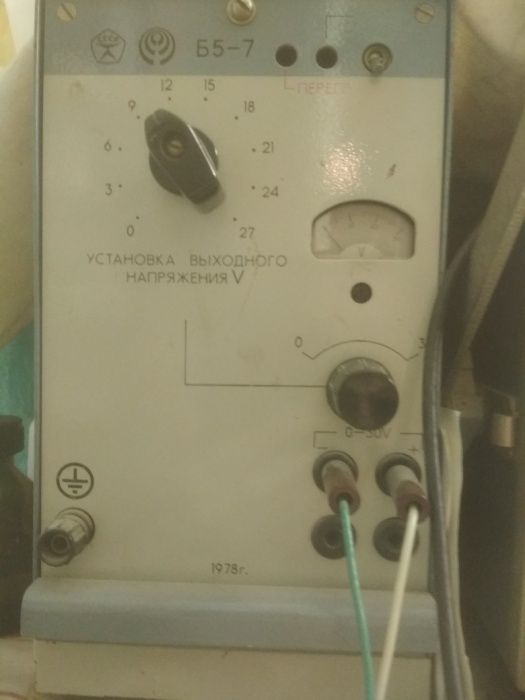 Б5-7
12 15
9 18
6 21
3 24
0 27
УСТАНОВКА ВЫХОДНОГО
НАПРЯЖЕНИЯ V
V
0 3
0-30V
- +
1978г.